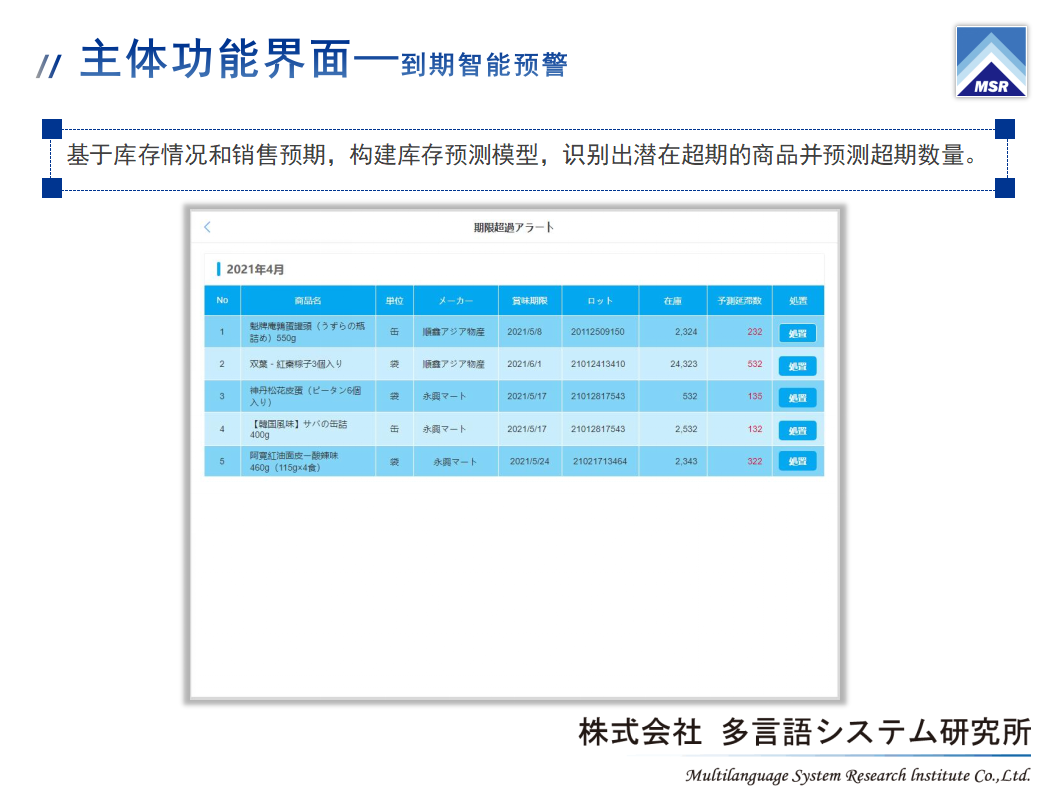 // 主体功能界面——到期智能预警
MSR
基于库存情况和销售预期，构建库存预测模型，识别出潜在超期的商品并预测超期数量。
期限超過アラート
2021年4月
No 商品名 単位 メーカー 賞味期限 ロット 在庫 予測延滞数 処置
1 魁牌庵鶉蛋罐頭（うずらの瓶詰め）550g 缶 順鑫アジア物産 2021/5/8 20112509150 2,324 232 処置
2 双葉・紅棗粽子3個入り 袋 順鑫アジア物産 2021/6/1 21012413410 24,323 532 処置
3 神丹松花皮蛋（ピータン6個入り） 袋 永興マート 2021/5/17 21012817543 532 135 処置
4 【韓国風味】サバの缶詰 400g 缶 永興マート 2021/5/17 21012817543 2,532 132 処置
5 阿寛紅油面皮ー酸辣味 460g（115g×4食） 袋 永興マート 2021/5/24 21021713464 2,343 322 処置
株式会社 多言語システム研究所
Multilanguage System Research Institute Co.,Ltd.